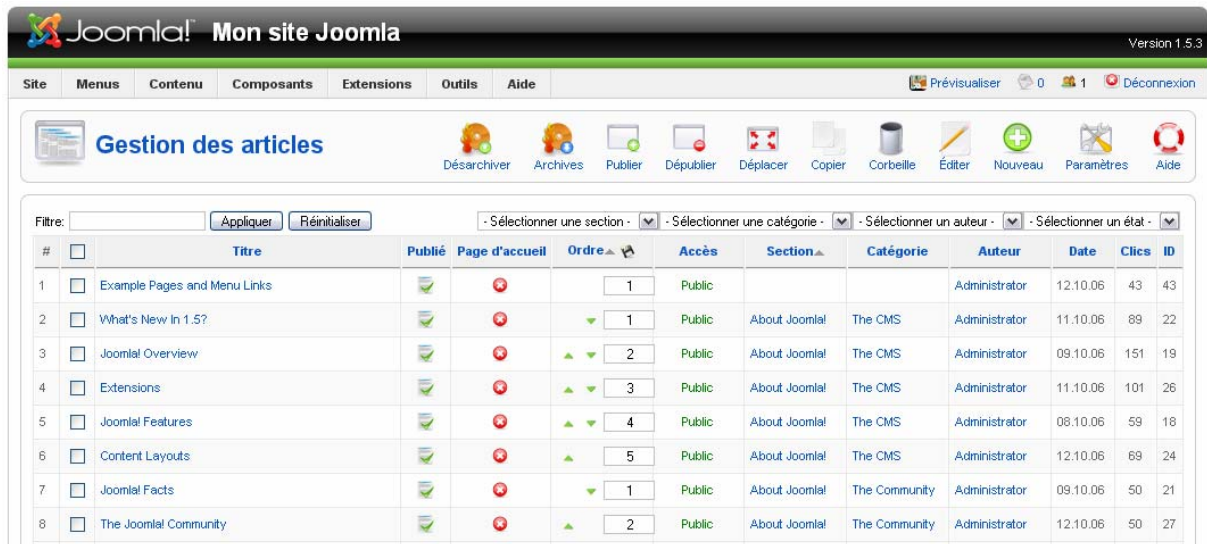 Joomla! Mon site Joomla
Version 1.5.3
Site Menus Contenu Composants Extensions Outils Aide Prévisualiser 0 1 Déconnexion
Gestion des articles
Désarchiver Archives Publier Dépublier Déplacer Copier Corbeille Éditer Nouveau Paramètres Aide
Filtre: Appliquer Réinitialiser - Sélectionner une section - - Sélectionner une catégorie - - Sélectionner un auteur - - Sélectionner un état -
# Titre Publié Page d'accueil Ordre Accès Section Catégorie Auteur Date Clics ID
1 Example Pages and Menu Links 1 Public Administrator 12.10.06 43 43
2 What's New In 1.5? 1 Public About Joomla! The CMS Administrator 11.10.06 89 22
3 Joomla! Overview 2 Public About Joomla! The CMS Administrator 09.10.06 151 19
4 Extensions 3 Public About Joomla! The CMS Administrator 11.10.06 101 26
5 Joomla! Features 4 Public About Joomla! The CMS Administrator 08.10.06 59 18
6 Content Layouts 5 Public About Joomla! The CMS Administrator 12.10.06 69 24
7 Joomla! Facts 1 Public About Joomla! The Community Administrator 09.10.06 50 21
8 The Joomla! Community 2 Public About Joomla! The Community Administrator 12.10.06 50 27